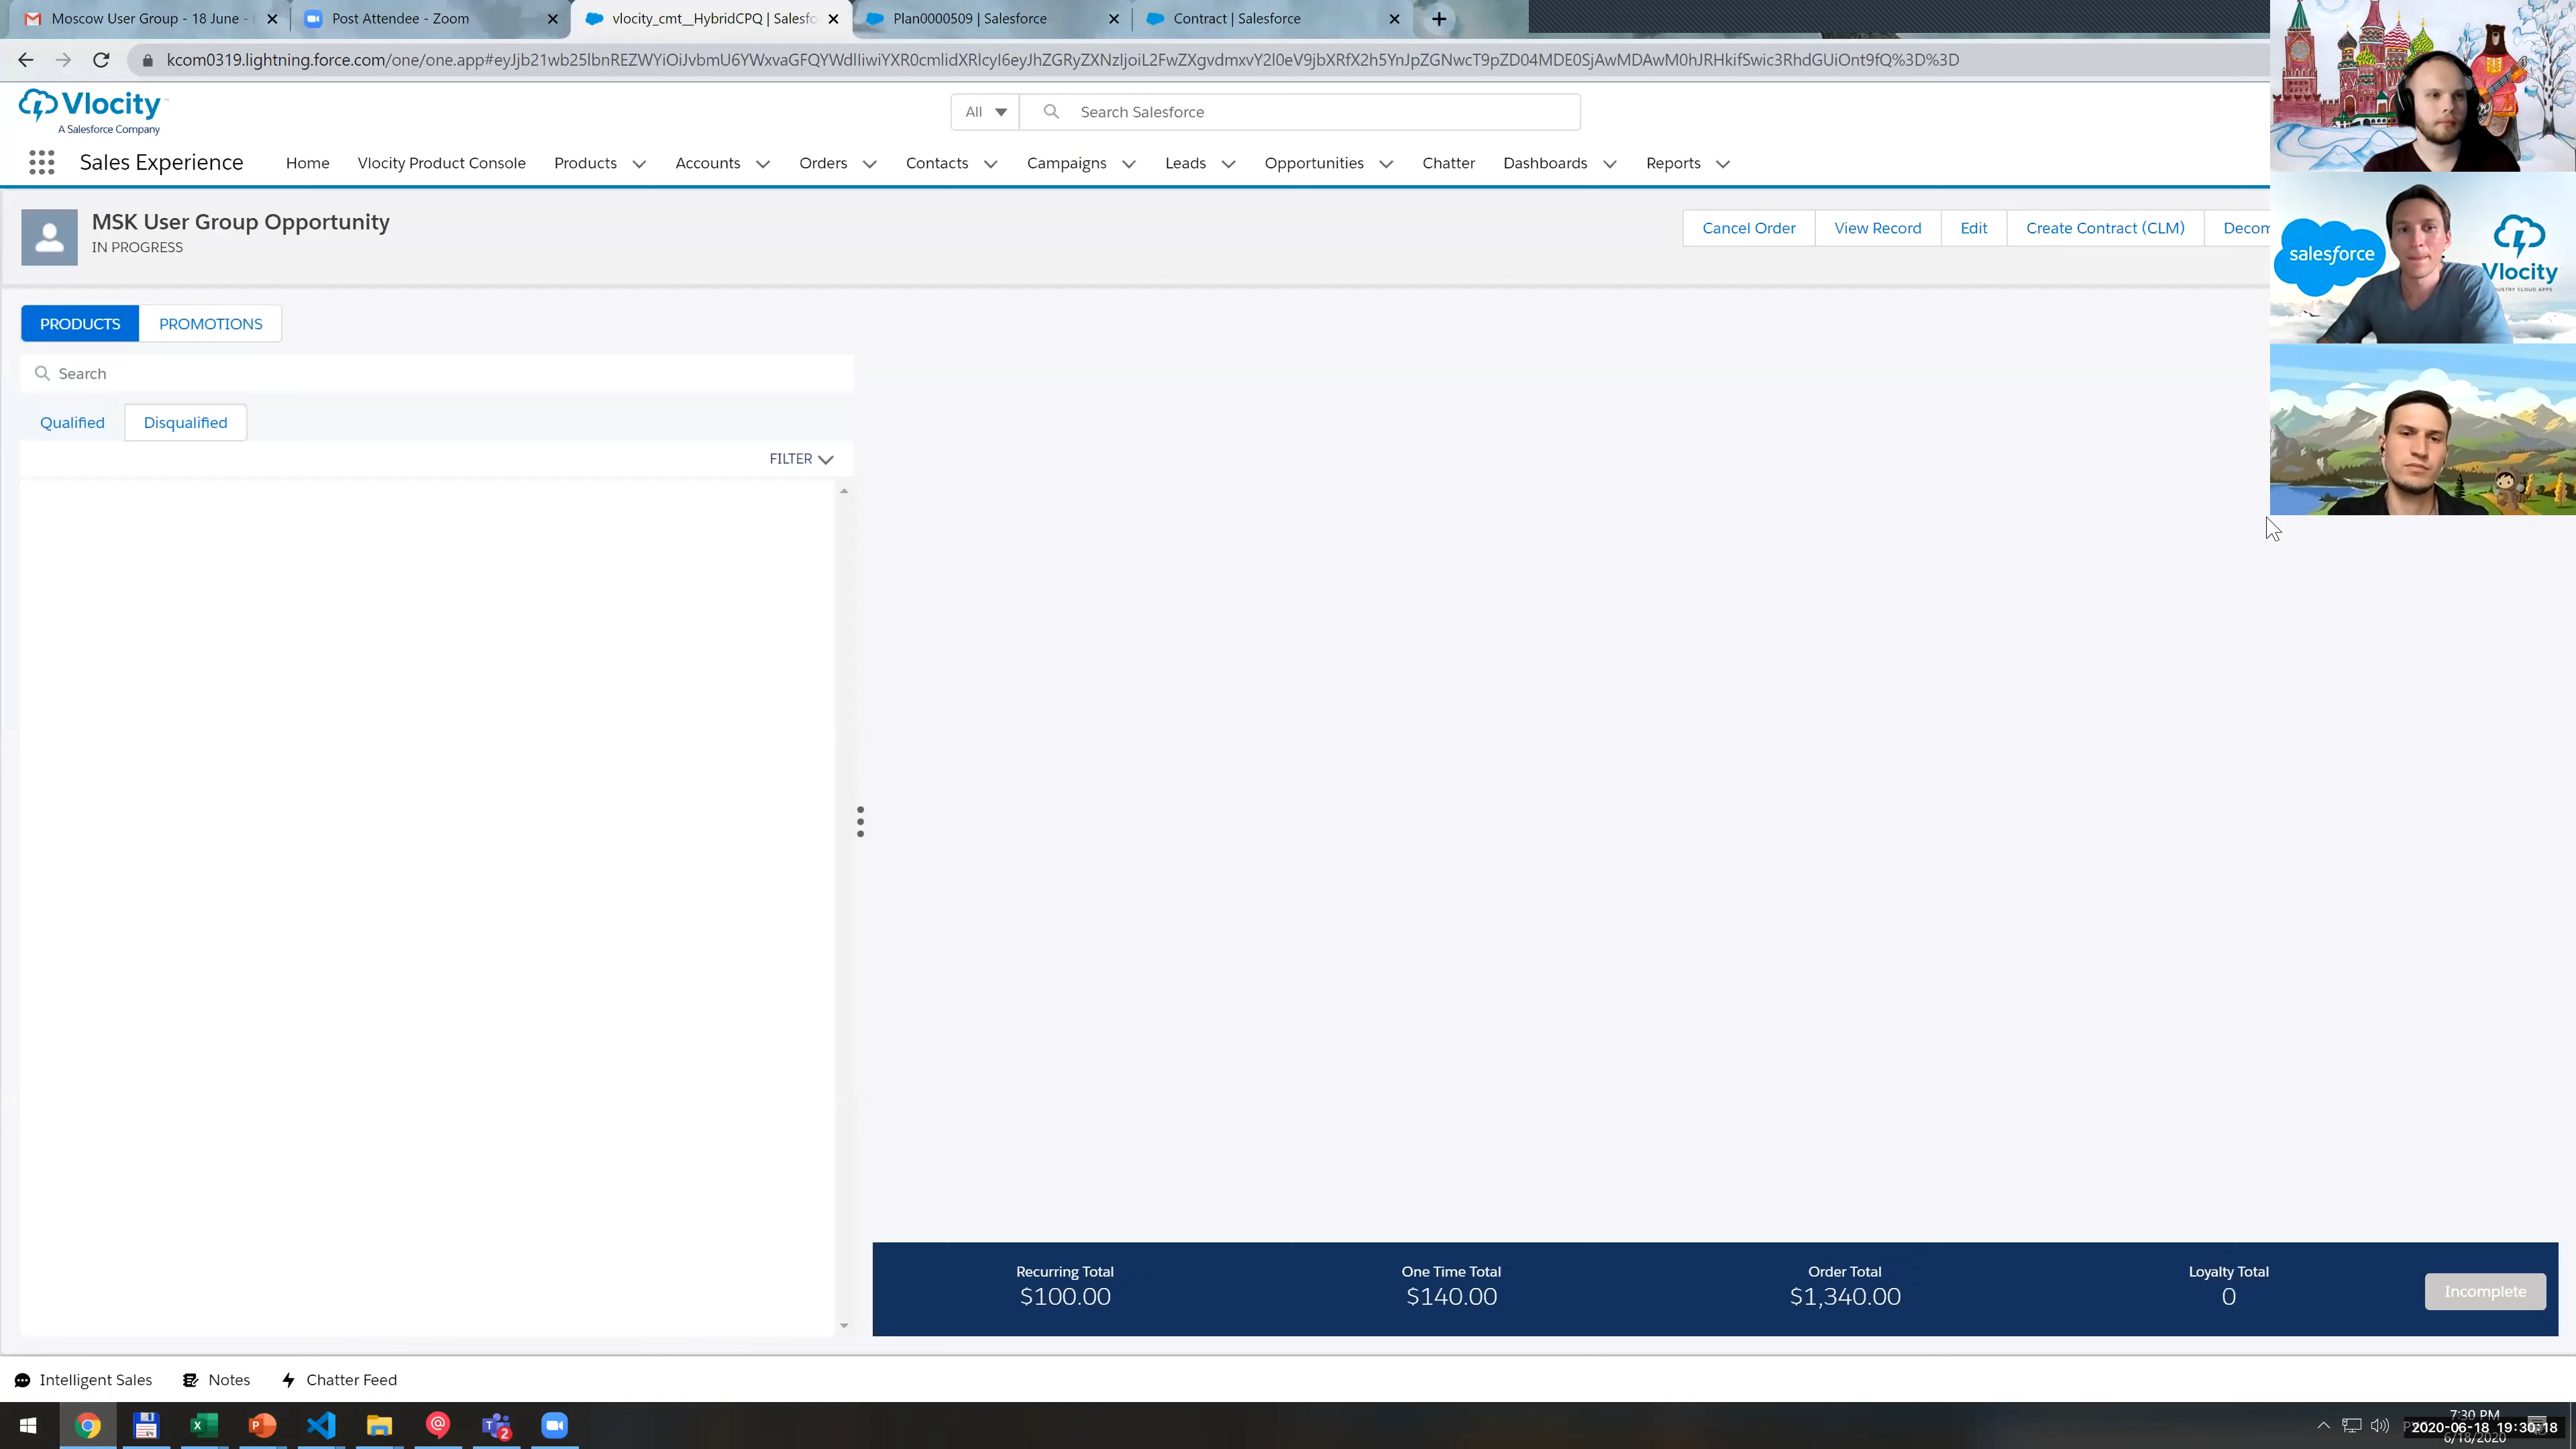 Moscow User Group - 18 June -
Post Attendee - Zoom
vlocity_cmt__HybridCPQ | Salesfo
Plan0000509 | Salesforce
Contract | Salesforce
kcom0319.lightning.force.com/one/one.app#eyJjb21wb25lbnREZWYiOiJvbmU6YWxvaGFQYWdlIiwiYXR0cmlidXRlcyI6eyJhZGRyZXNzIjoiL2FwZXgvdmxvY2l0eV9jbXRfX2h5YnJpZGNwcT9pZD04MDE0SjAwMDAwM0hJRHkifSwic3RhdGUiOnt9fQ%3D%3D
Vlocity
A Salesforce Company
All
Search Salesforce
Sales Experience
Home
Vlocity Product Console
Products
Accounts
Orders
Contacts
Campaigns
Leads
Opportunities
Chatter
Dashboards
Reports
MSK User Group Opportunity
IN PROGRESS
Cancel Order
View Record
Edit
Create Contract (CLM)
Decom
salesforce
Vlocity
PRODUCTS
PROMOTIONS
Search
Qualified
Disqualified
FILTER
Recurring Total
$100.00
One Time Total
$140.00
Order Total
$1,340.00
Loyalty Total
0
Incomplete
Intelligent Sales
Notes
Chatter Feed
2
7:30 PM
2020-06-18 19:30:18
6/18/2020